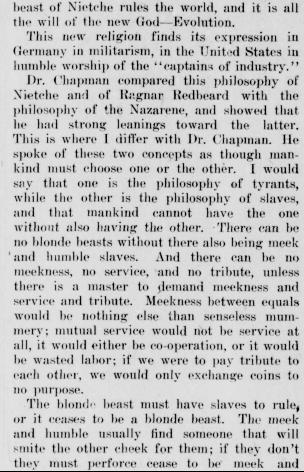 beast of Nietche rules the world, and it is all
the will of the new God—Evolution.
This new religion finds its expression in
Germany in militarism, in the United States in
humble worship of the "captains of industry."
Dr. Chapman compared this philosophy of
Nietche and of Ragnar Redbeard with the
philosophy of the Nazarene, and showed that
he had strong leanings toward the latter.
This is where I differ with Dr. Chapman. He
spoke of these two concepts as though man-
kind must choose one or the other. I would
say that one is the philosophy of tyrants,
while the other is the philosophy of slaves,
and that mankind cannot have the one
without also having the other. There can be
no blonde beasts without there also being meek
and humble slaves. And there can be no
meekness, no service, and no tribute, unless
there is a master to demand meekness and
service and tribute. Meekness between equals
would be nothing else than senseless mum-
mery; mutual service would not be service at
all, it would either be co-operation, or it would
be wasted labor; if we were to pay tribute to
each other, we would only exchange coins to
no purpose.
The blonde beast must have slaves to rule,
or it ceases to be a blonde beast. The meek
and humble usually find someone that will
smite the other cheek for them; if they don't
they must perforce cease to be meek and